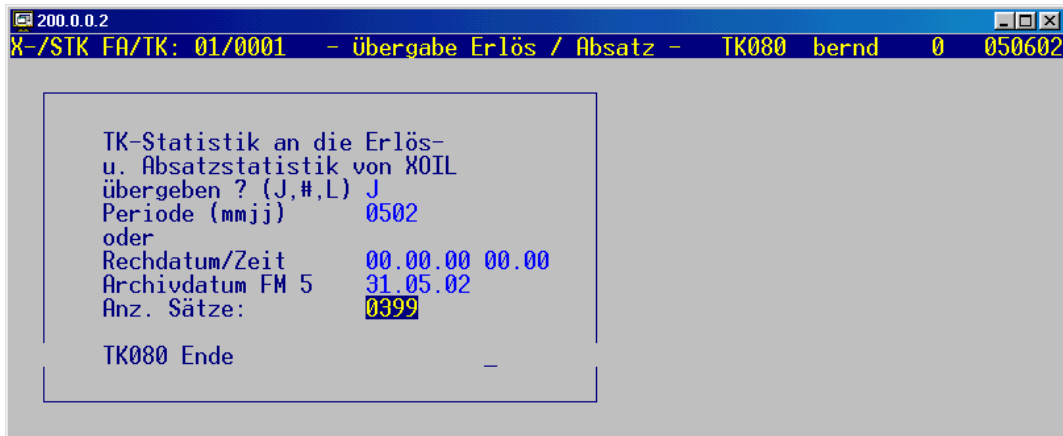 200.0.0.2
X-/STK FA/TK: 01/0001 - Übergabe Erlös / Absatz - TK080 bernd 0 050602
TK-Statistik an die Erlös-
u. Absatzstatistik von XOIL
übergeben ? (J,#,L) J
Periode (mmjj) 0502
oder
Rechdatum/Zeit 00.00.00 00.00
Archivdatum FM 5 31.05.02
Anz. Sätze: 0399
TK080 Ende _